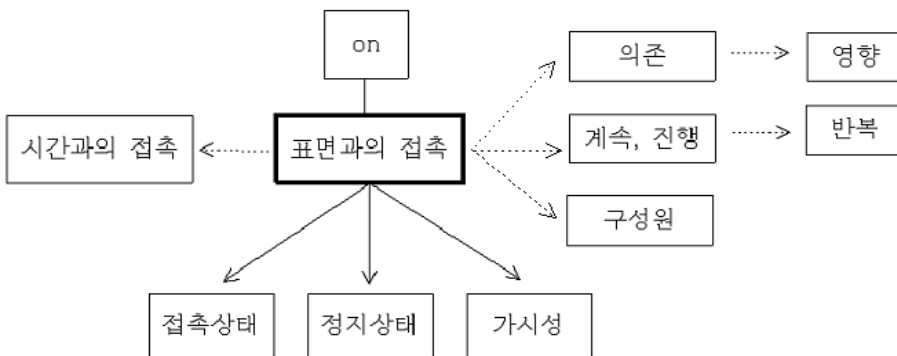 on
의존
영향
시간과의 접촉
표면과의 접촉
계속, 진행
반복
구성원
접촉상태
정지상태
가시성